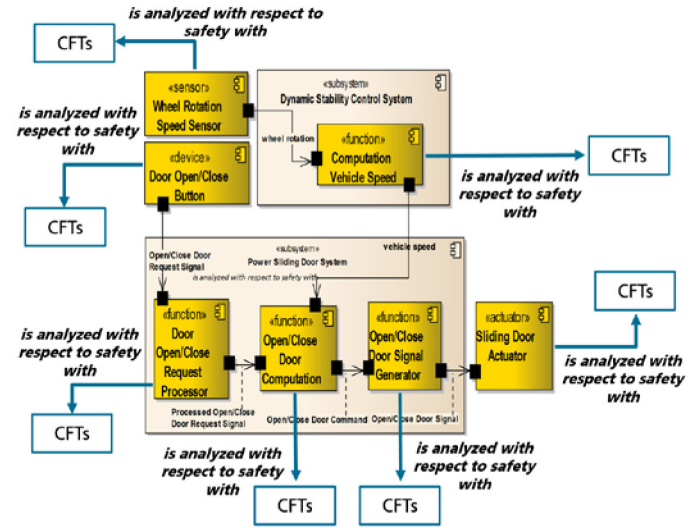 is analyzed with respect to
safety with
CFTs
«sensor»
Wheel Rotation
Speed Sensor
«subsystem»
Dynamic Stability Control System
wheel rotation
«function»
Computation
Vehicle Speed
is analyzed with
respect to safety
with
CFTs
is analyzed with
respect to safety
with
CFTs
«device»
Door Open/Close
Button
CFTs
Open/Close Door
Request Signal
«subsystem»
Power Sliding Door System
vehicle speed
is analyzed with respect to safety with
«function»
Door
Open/Close
Request
Processor
«function»
Open/Close
Door
Computation
«function»
Open/Close
Door Signal
Generator
«actuator»
Sliding Door
Actuator
CFTs
is analyzed with
respect to safety
with
is analyzed with
respect to safety
with
CFTs
Processed Open/Close
Door Request Signal
Open/Close Door Command
Open/Close Door Signal
is analyzed with
respect to safety
with
CFTs
is analyzed with
respect to safety
with
CFTs